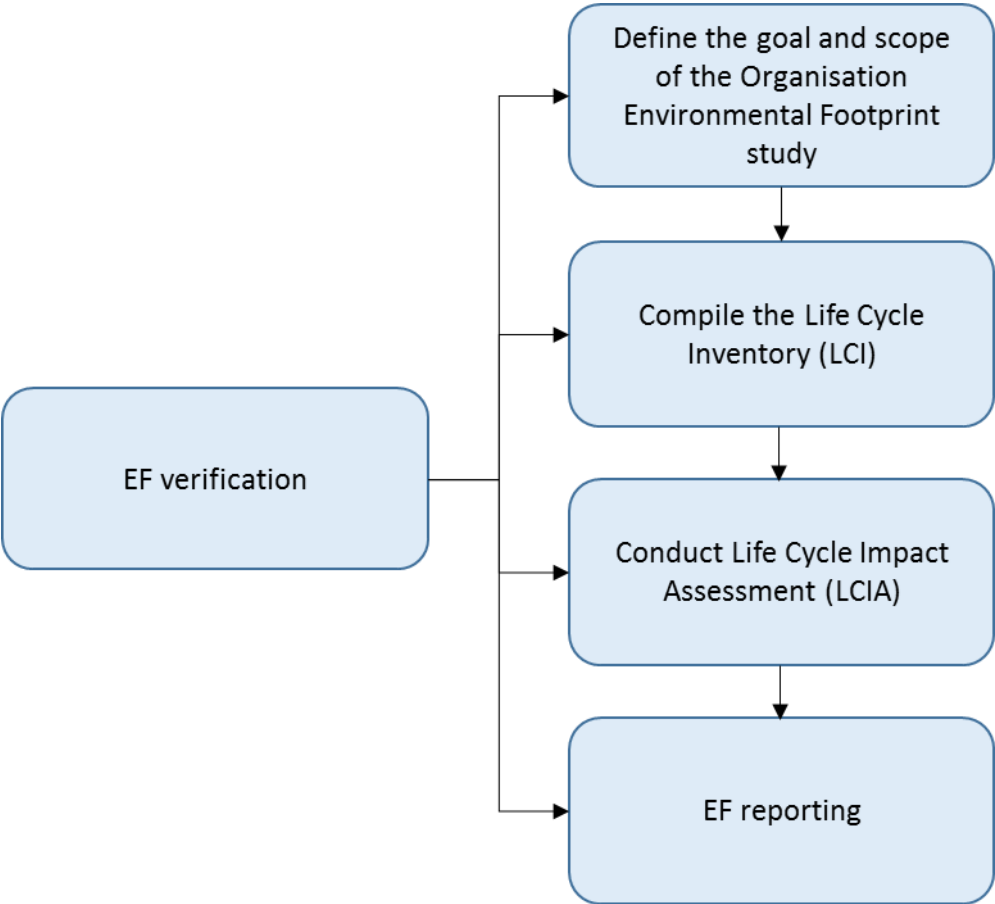 Define the goal and scope
of the Organisation
Environmental Footprint
study
Compile the Life Cycle
Inventory (LCI)
EF verification
Conduct Life Cycle Impact
Assessment (LCIA)
EF reporting